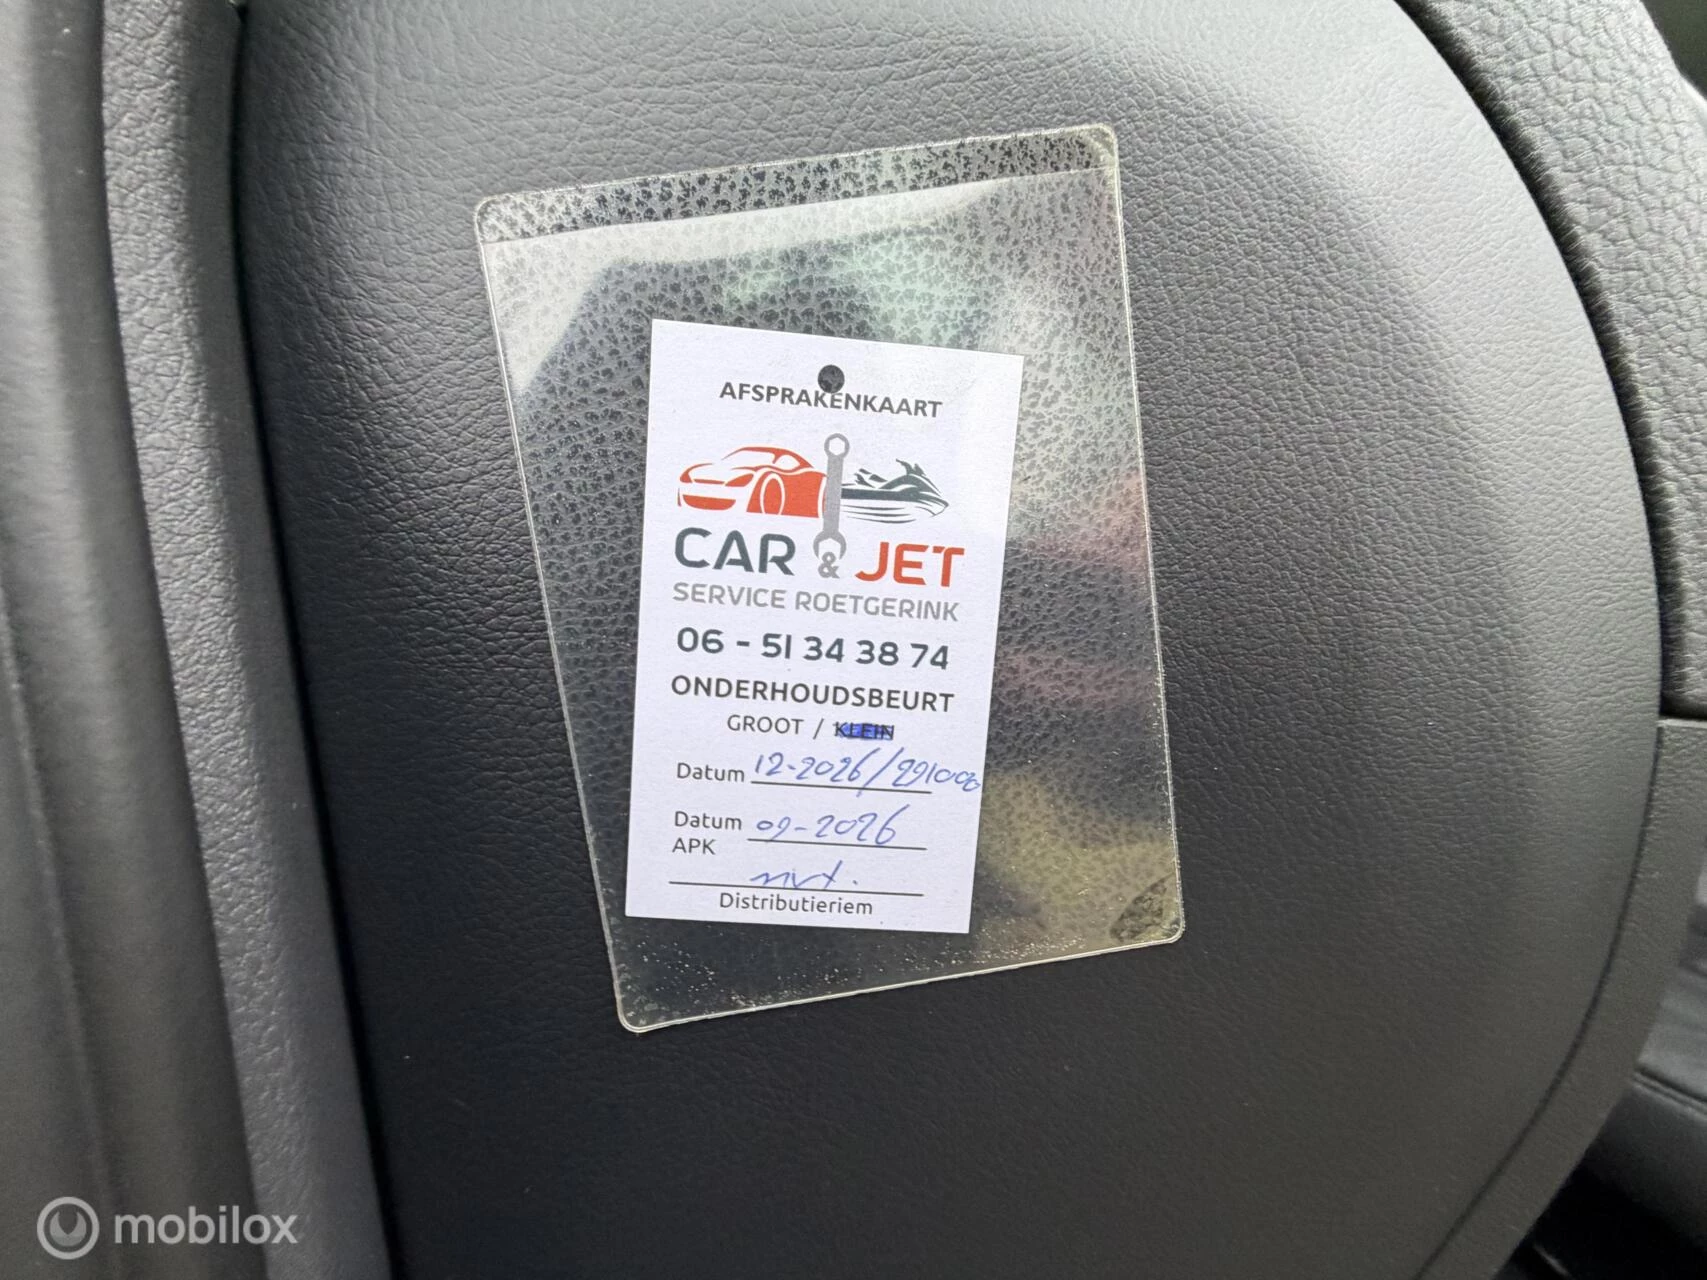 AFSPRAKENKAART
CAR & JET
SERVICE ROETGERINK
06 - 51 34 38 74
ONDERHOUDSBEURT
GROOT / KLEIN
Datum 12-2026/291000
Datum 09-2026
APK
nvt.
Distributieriem
mobilox